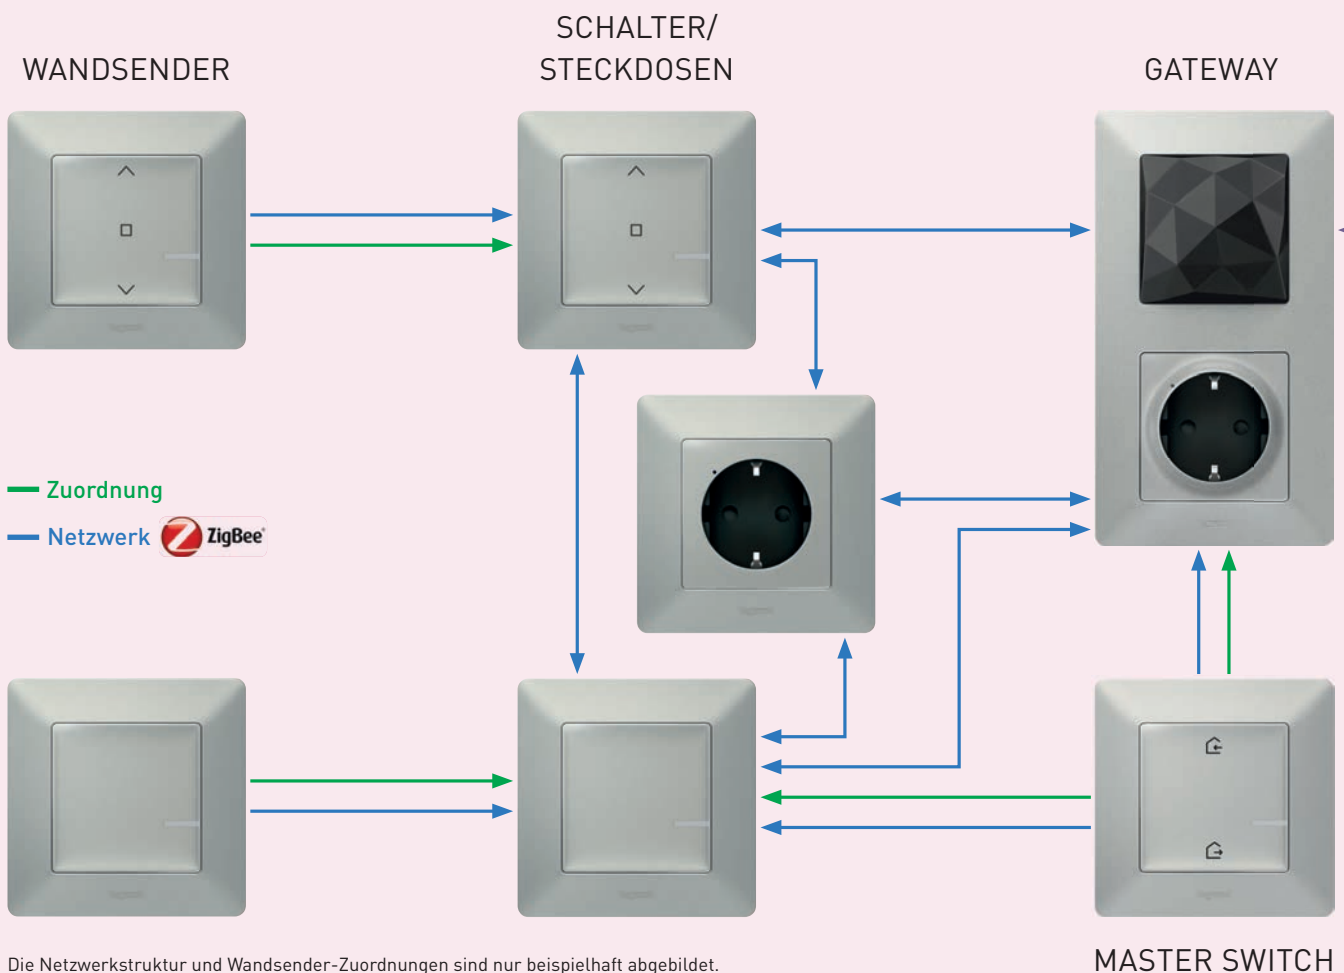 WANDSENDER
SCHALTER/
STECKDOSEN
GATEWAY
Zuordnung
Netzwerk ZigBee
Die Netzwerkstruktur und Wandsender-Zuordnungen sind nur beispielhaft abgebildet.
MASTER SWITCH